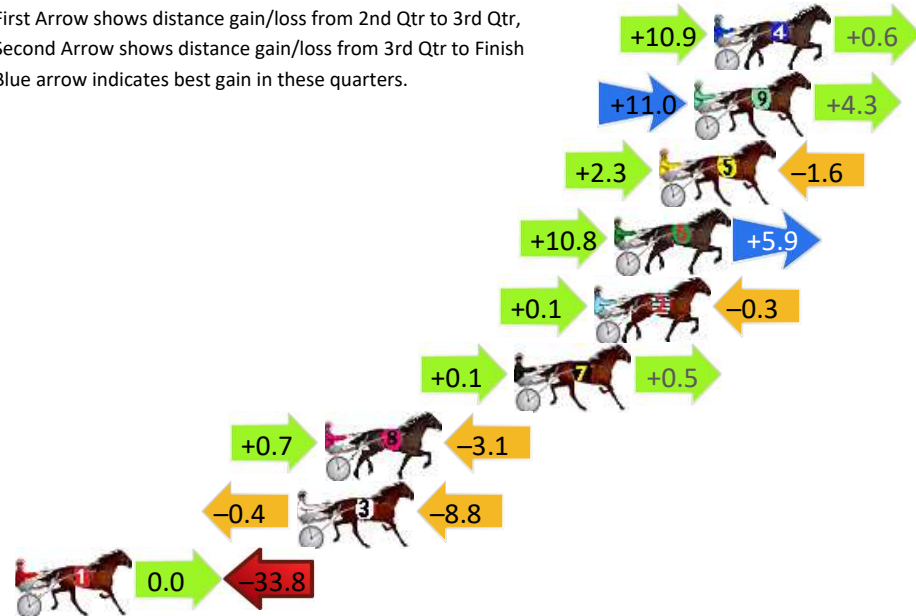 First Arrow shows distance gain/loss from 2nd Qtr to 3rd Qtr,
Second Arrow shows distance gain/loss from 3rd Qtr to Finish
Blue arrow indicates best gain in these quarters.
+10.9 4 +0.6
+11.0 9 +4.3
+2.3 5 –1.6
+10.8 6 +5.9
+0.1 –0.3
+0.1 7 +0.5
+0.7 8 –3.1
–0.4 3 –8.8
1 0.0 –33.8